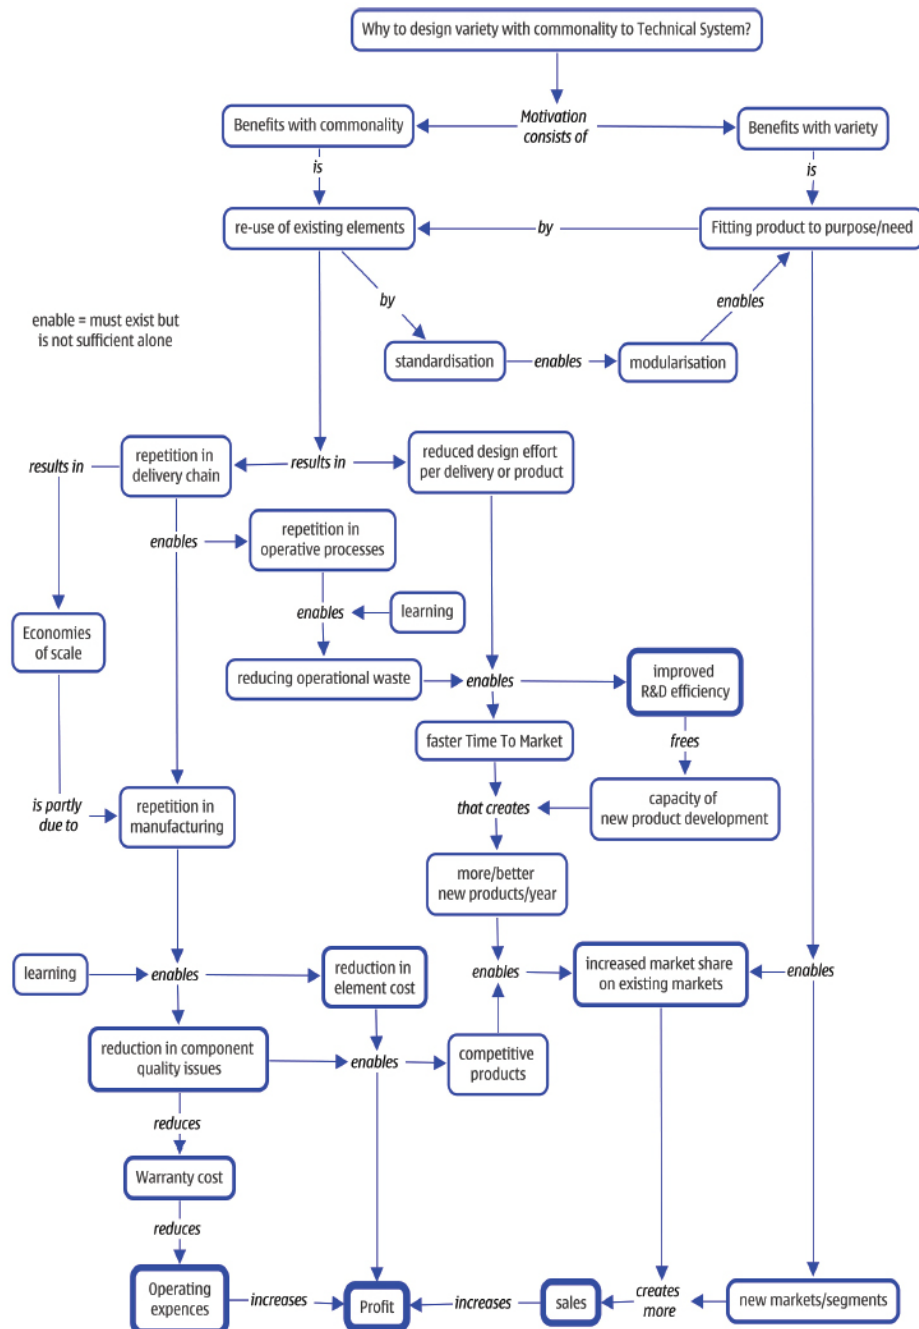 Why to design variety with commonality to Technical System?
Benefits with commonality
Motivation
consists of
Benefits with variety
is
is
re-use of existing elements
by
Fitting product to purpose/need
by
enables
enable = must exist but
is not sufficient alone
standardisation
enables
modularisation
results in
repetition in
delivery chain
results in
reduced design effort
per delivery or product
enables
repetition in
operative processes
enables
learning
Economies
of scale
reducing operational waste
enables
improved
R&D efficiency
faster Time To Market
frees
is partly
due to
repetition in
manufacturing
that creates
capacity of
new product development
more/better
new products/year
learning
enables
reduction in
element cost
enables
increased market share
on existing markets
enables
reduction in component
quality issues
enables
competitive
products
reduces
Warranty cost
reduces
Operating
expences
increases
Profit
increases
sales
creates
more
new markets/segments